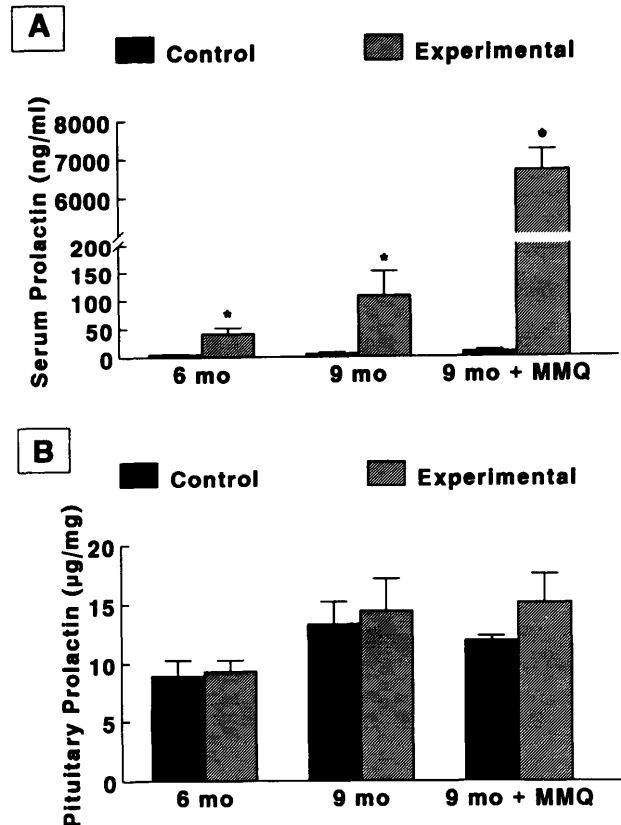 A
Control Experimental
Serum Prolactin (ng/ml)
8000
7000
6000
200
150
100
50
0
*
*
*
6 mo 9 mo 9 mo + MMQ
B
Control Experimental
Pituitary Prolactin (µg/mg)
20
15
10
5
0
6 mo 9 mo 9 mo + MMQ